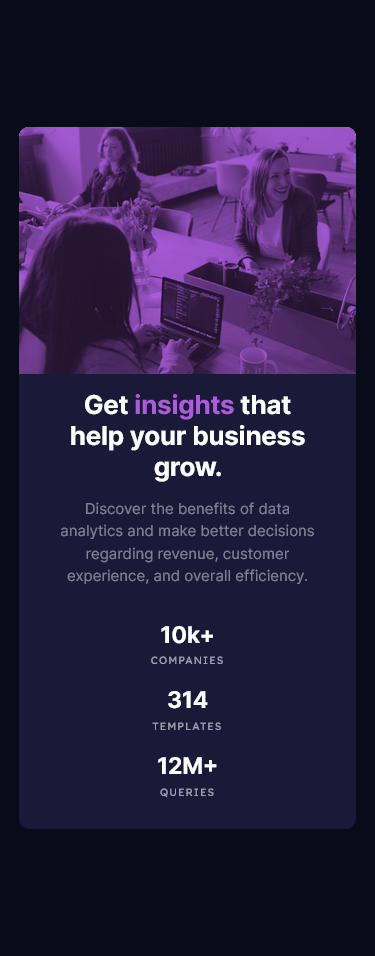 Get insights that
help your business
grow.
Discover the benefits of data
analytics and make better decisions
regarding revenue, customer
experience, and overall efficiency.
10k+
COMPANIES
314
TEMPLATES
12M+
QUERIES